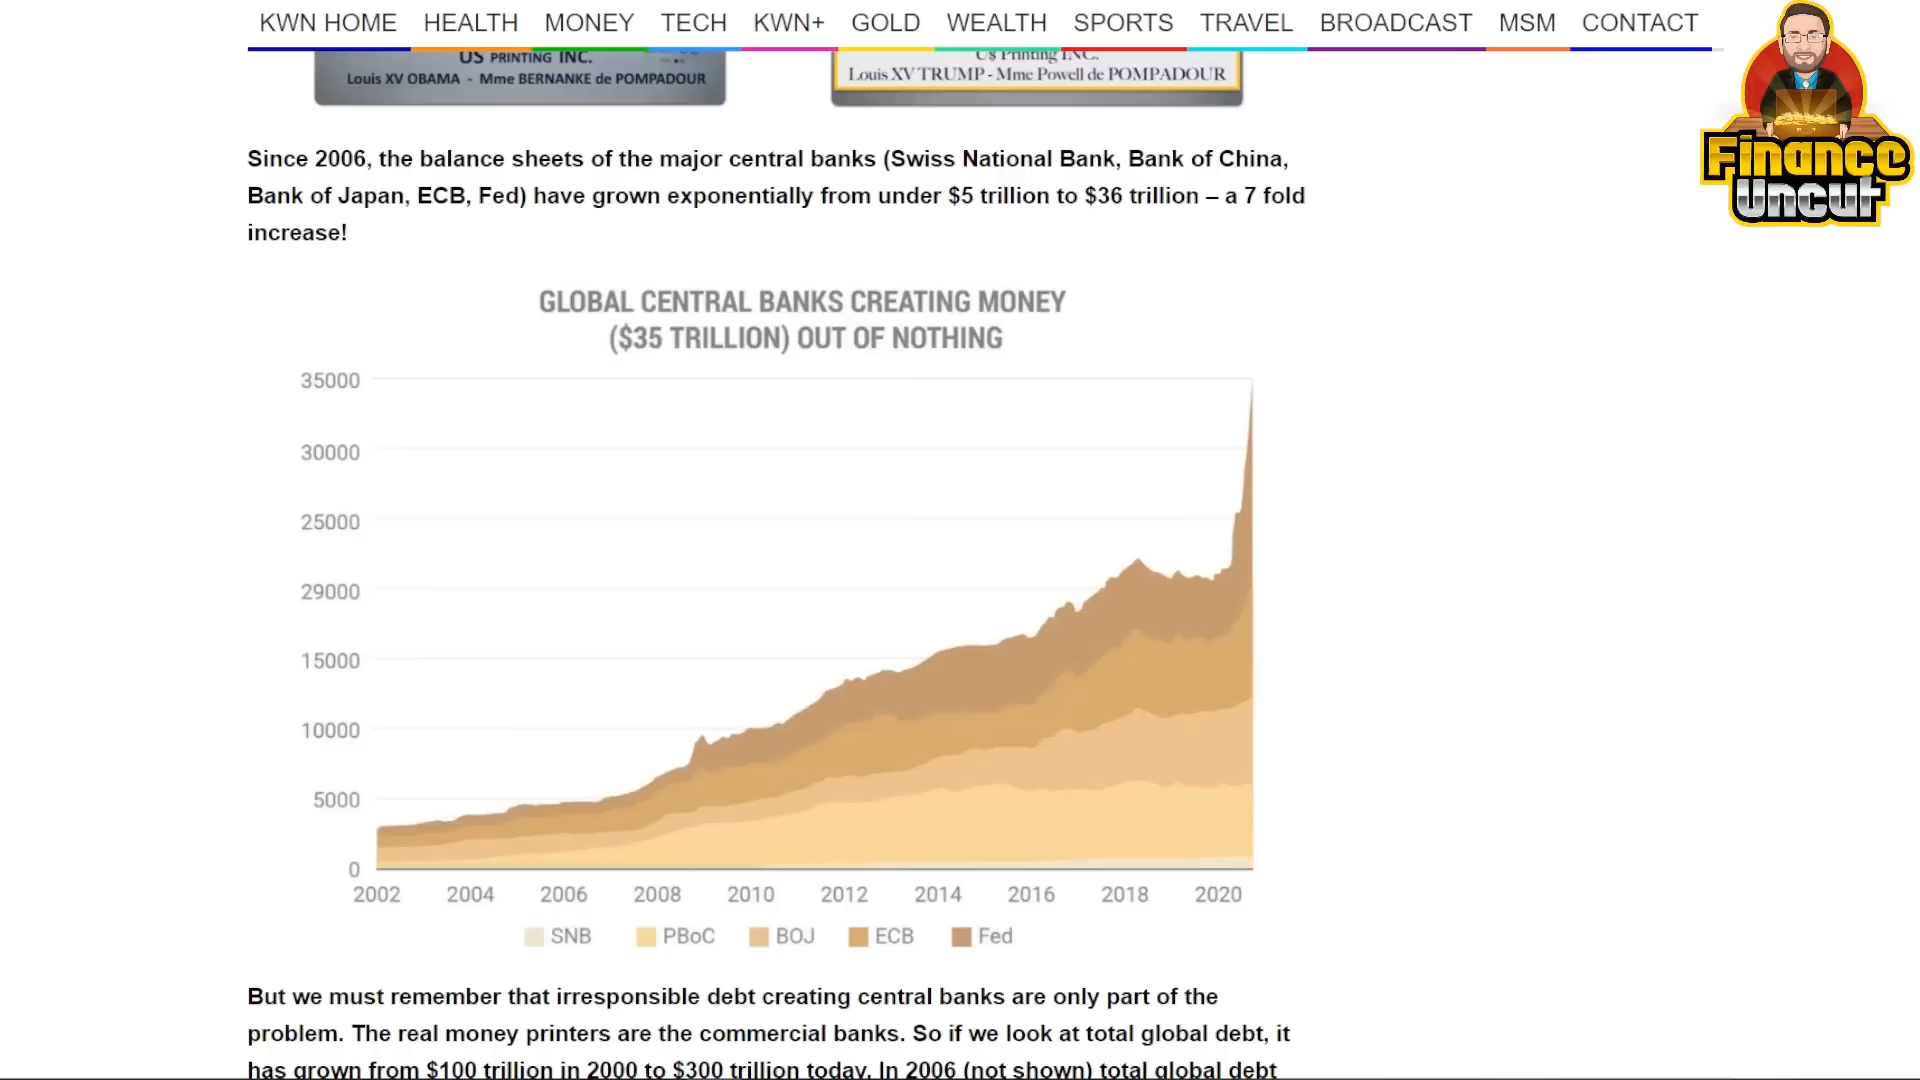 KWN HOME HEALTH MONEY TECH KWN+ GOLD WEALTH SPORTS TRAVEL BROADCAST MSM CONTACT
US PRINTING INC.
Louis XV OBAMA - Mme BERNANKE de POMPADOUR
US Printing INC.
Louis XV TRUMP - Mme Powell de POMPADOUR
Finance
Uncut
Since 2006, the balance sheets of the major central banks (Swiss National Bank, Bank of China,
Bank of Japan, ECB, Fed) have grown exponentially from under $5 trillion to $36 trillion – a 7 fold
increase!
GLOBAL CENTRAL BANKS CREATING MONEY
($35 TRILLION) OUT OF NOTHING
35000
30000
25000
29000
15000
10000
5000
0
2002 2004 2006 2008 2010 2012 2014 2016 2018 2020
SNB PBoC BOJ ECB Fed
But we must remember that irresponsible debt creating central banks are only part of the
problem. The real money printers are the commercial banks. So if we look at total global debt, it
has grown from $100 trillion in 2000 to $300 trillion today. In 2006 (not shown) total global debt